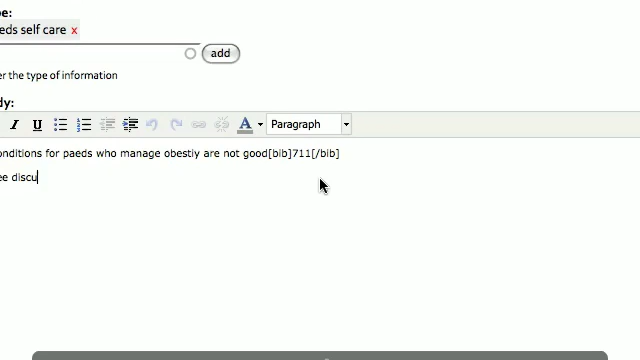 pe:
eds self care x
add
er the type of information
dy:
I U A Paragraph
onditions for paeds who manage obestiy are not good[bib]711[/bib]
ee discu